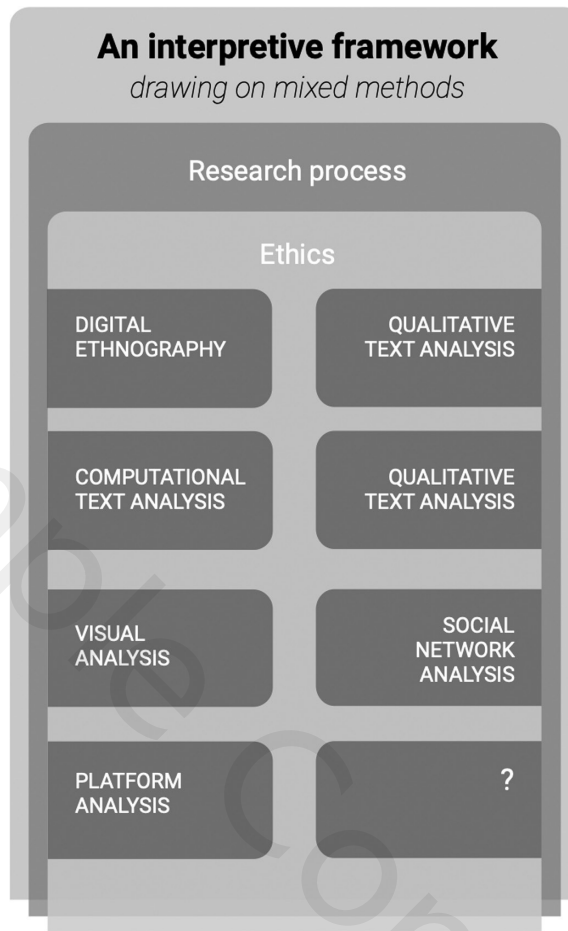 An interpretive framework
drawing on mixed methods
Research process
Ethics
DIGITAL
ETHNOGRAPHY
QUALITATIVE
TEXT ANALYSIS
COMPUTATIONAL
TEXT ANALYSIS
QUALITATIVE
TEXT ANALYSIS
VISUAL
ANALYSIS
SOCIAL
NETWORK
ANALYSIS
PLATFORM
ANALYSIS
?